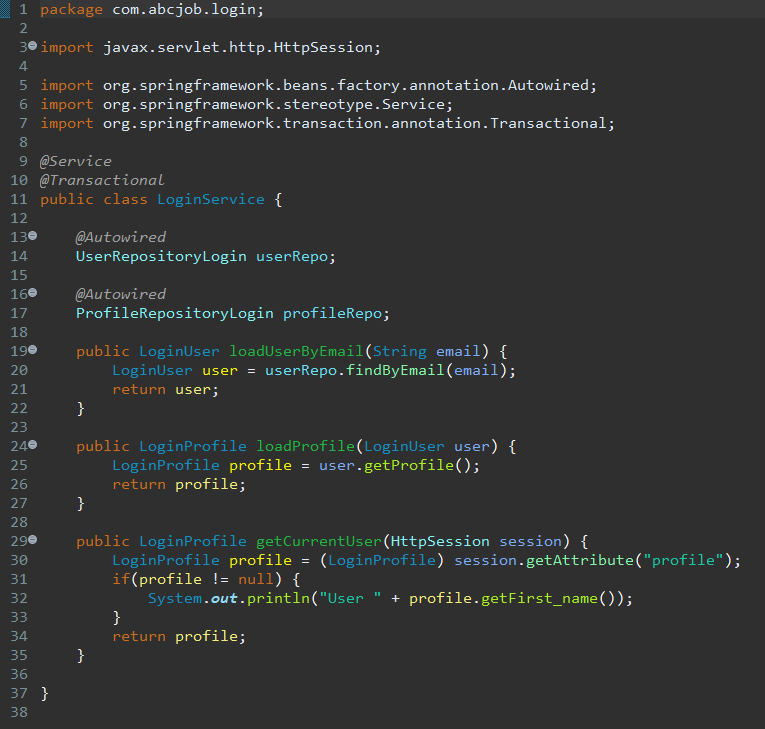 1 package com.abcjob.login;
2
3 import javax.servlet.http.HttpSession;
4
5 import org.springframework.beans.factory.annotation.Autowired;
6 import org.springframework.stereotype.Service;
7 import org.springframework.transaction.annotation.Transactional;
8
9 @Service
10 @Transactional
11 public class LoginService {
12
13     @Autowired
14     UserRepositoryLogin userRepo;
15
16     @Autowired
17     ProfileRepositoryLogin profileRepo;
18
19     public LoginUser loadUserByEmail(String email) {
20         LoginUser user = userRepo.findByEmail(email);
21         return user;
22     }
23
24     public LoginProfile loadProfile(LoginUser user) {
25         LoginProfile profile = user.getProfile();
26         return profile;
27     }
28
29     public LoginProfile getCurrentUser(HttpSession session) {
30         LoginProfile profile = (LoginProfile) session.getAttribute("profile");
31         if(profile != null) {
32             System.out.println("User " + profile.getFirst_name());
33         }
34         return profile;
35     }
36
37 }
38